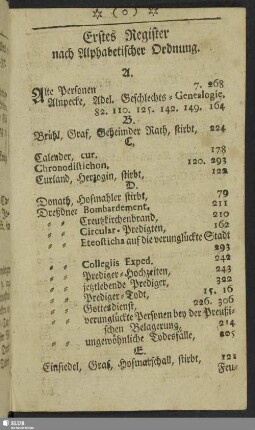 ☆ ( o ) ☆
Erstes Register
nach Alphabetischer Ordnung.
A.
Alte Personen 7. 268
Alnpecke, Adel. Geschlechts-Genealogie,
82. 110. 125. 142. 149. 164
B.
Brühl, Graf, Geheimder Rath, stirbt, 224
C.
Calender, cur. 178
Chronodistichon, 120. 293
Curland, Herzogin, stirbt, 122
D.
Donath, Hofmahler stirbt, 79
Dreßdner Bombardement, 211
" " Creutzkirchenbrand, 210
" " Circular-Predigten, 162
" " Eteosticha auf die verunglückte Stadt
293
" " Collegiis Exped. 242
" " Prediger-Hochzeiten, 243
" " jetztlebende Prediger, 322
" " Prediger-Todt, 15. 16
" " Gottesdienst, 226. 306
" " verunglückte Personen bey der Preußi-
schen Belagerung, 214
" " ungewöhnliche Todesfälle, 205
E.
Einsiedel, Graf, Hofmarschall, stirbt, 121
Feu-